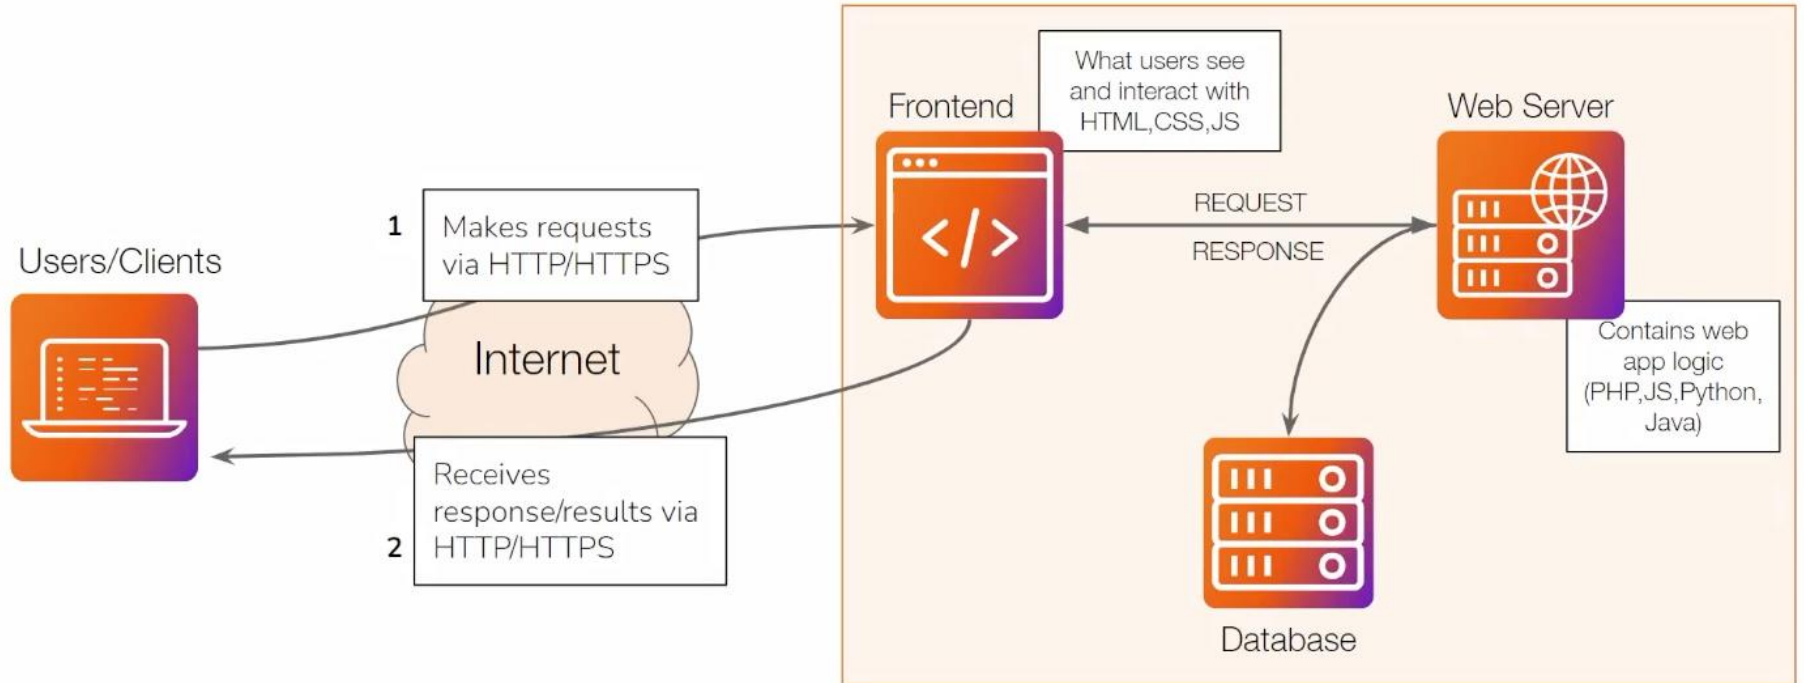 What users see
and interact with
HTML,CSS,JS
Frontend
Web Server
1
Makes requests
via HTTP/HTTPS
REQUEST
RESPONSE
Users/Clients
Internet
Contains web
app logic
(PHP,JS,Python,
Java)
2
Receives
response/results via
HTTP/HTTPS
Database